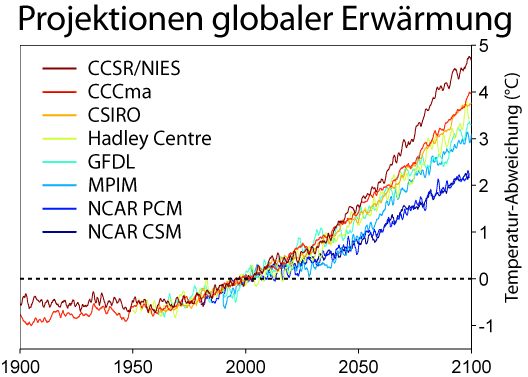 Projektionen globaler Erwärmung
CCSR/NIES
CCCma
CSIRO
Hadley Centre
GFDL
MPIM
NCAR PCM
NCAR CSM
5
4
3
2
1
0
-1
Temperatur-Abweichung (°C)
1900
1950
2000
2050
2100